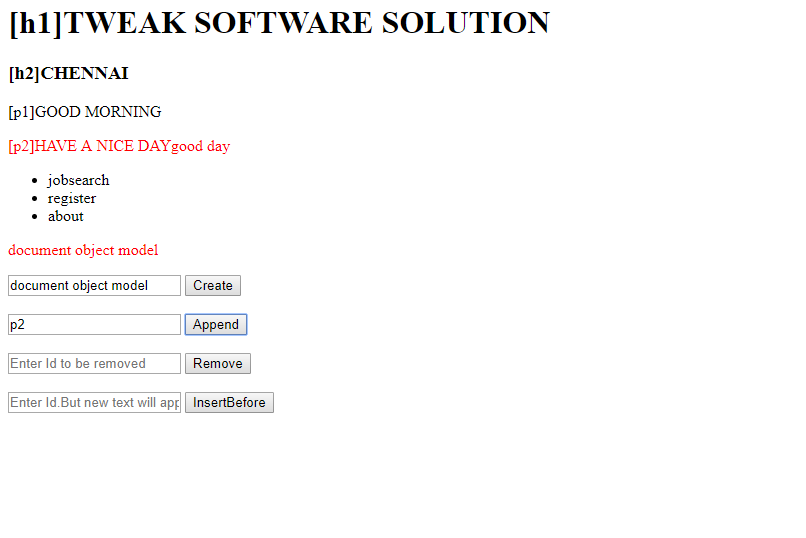 [h1]TWEAK SOFTWARE SOLUTION
[h2]CHENNAI
[p1]GOOD MORNING
[p2]HAVE A NICE DAYgood day
jobsearch
register
about
document object model
document object model Create
p2 Append
Enter Id to be removed Remove
Enter Id.But new text will app InsertBefore